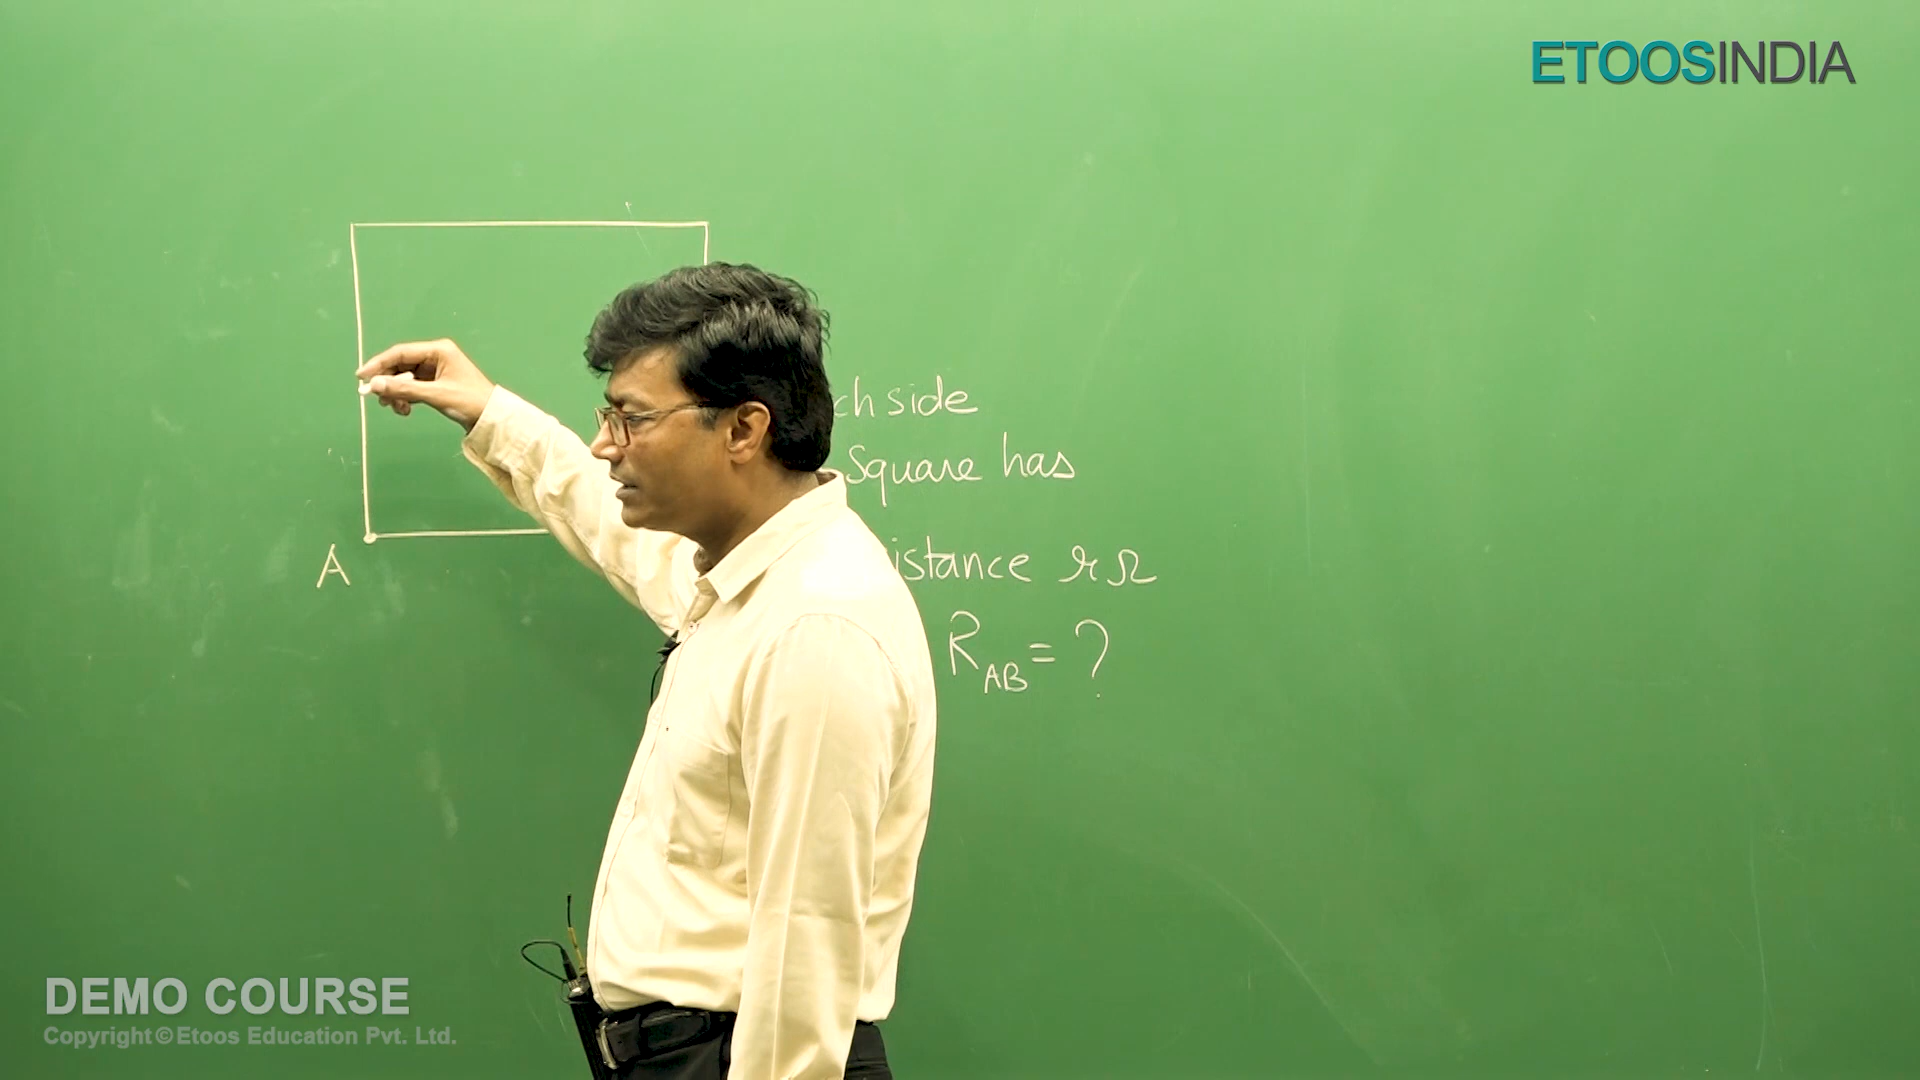 ETOOSINDIA
ch side
Square has
istance r Ω
A
R_AB = ?
DEMO COURSE
Copyright © Etoos Education Pvt. Ltd.